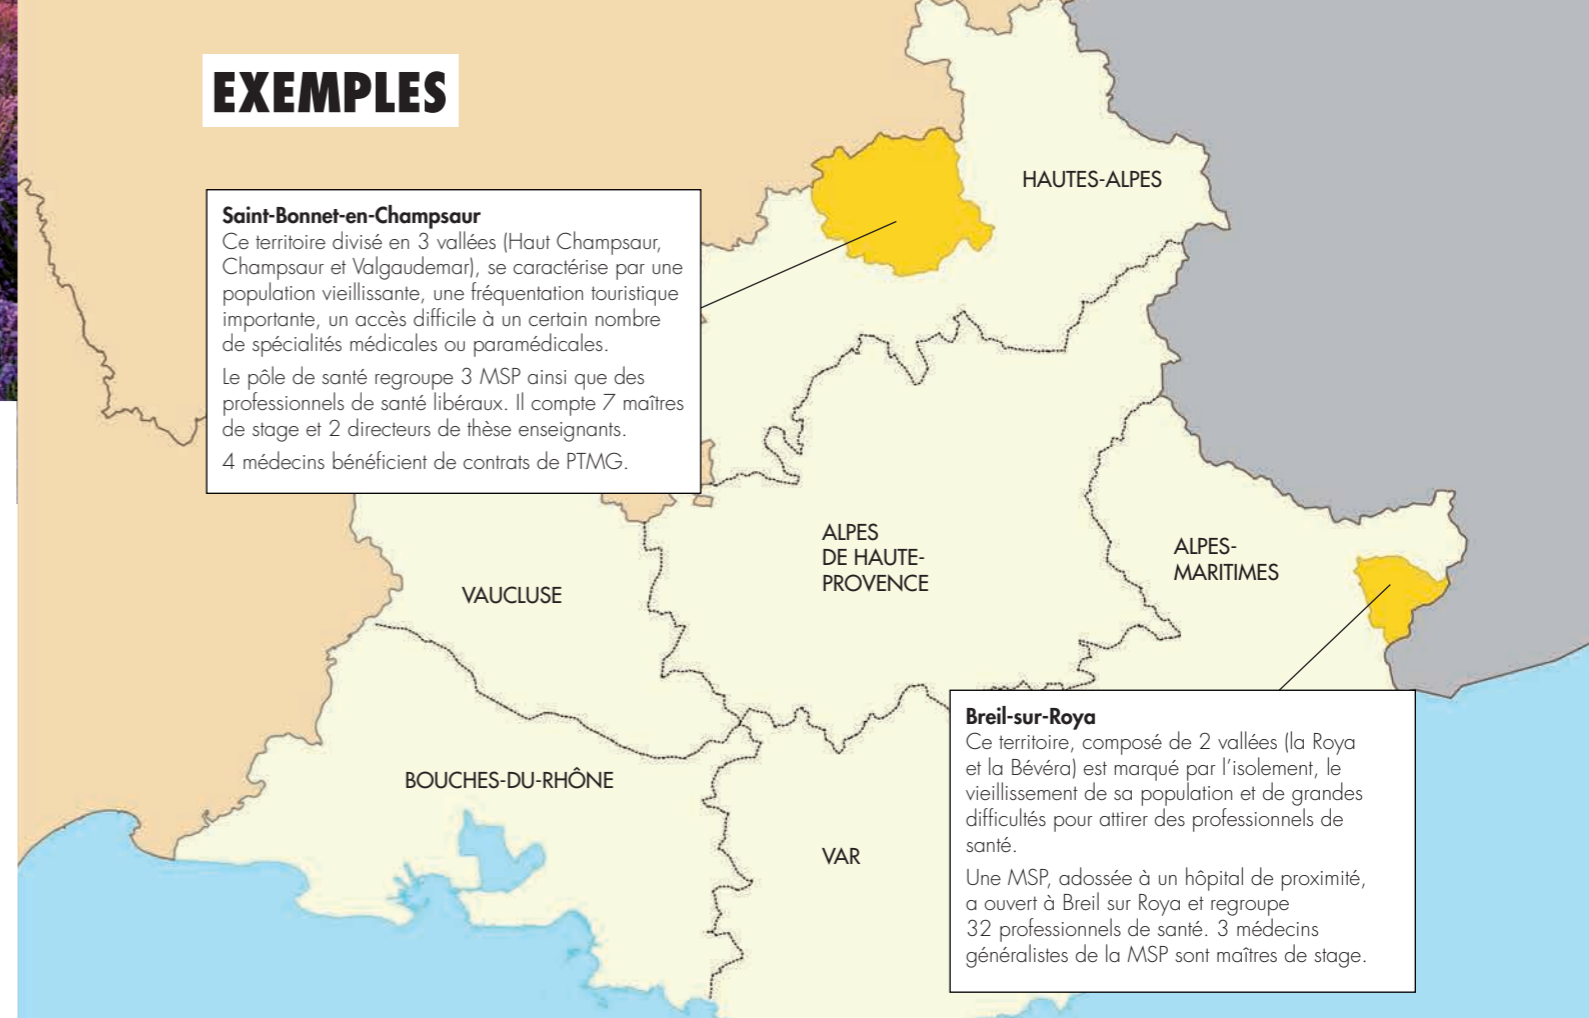 EXEMPLES
HAUTES-ALPES
Saint-Bonnet-en-Champsaur
Ce territoire divisé en 3 vallées (Haut Champsaur,
Champsaur et Valgaudemar), se caractérise par une
population vieillissante, une fréquentation touristique
importante, un accès difficile à un certain nombre
de spécialités médicales ou paramédicales.
Le pôle de santé regroupe 3 MSP ainsi que des
professionnels de santé libéraux. Il compte 7 maîtres
de stage et 2 directeurs de thèse enseignants.
4 médecins bénéficient de contrats de PTMG.
ALPES
DE HAUTE-
PROVENCE
ALPES-
MARITIMES
VAUCLUSE
BOUCHES-DU-RHÔNE
VAR
Breil-sur-Roya
Ce territoire, composé de 2 vallées (la Roya
et la Bévéra) est marqué par l'isolement, le
vieillissement de sa population et de grandes
difficultés pour attirer des professionnels de
santé.
Une MSP, adossée à un hôpital de proximité,
a ouvert à Breil sur Roya et regroupe
32 professionnels de santé. 3 médecins
généralistes de la MSP sont maîtres de stage.